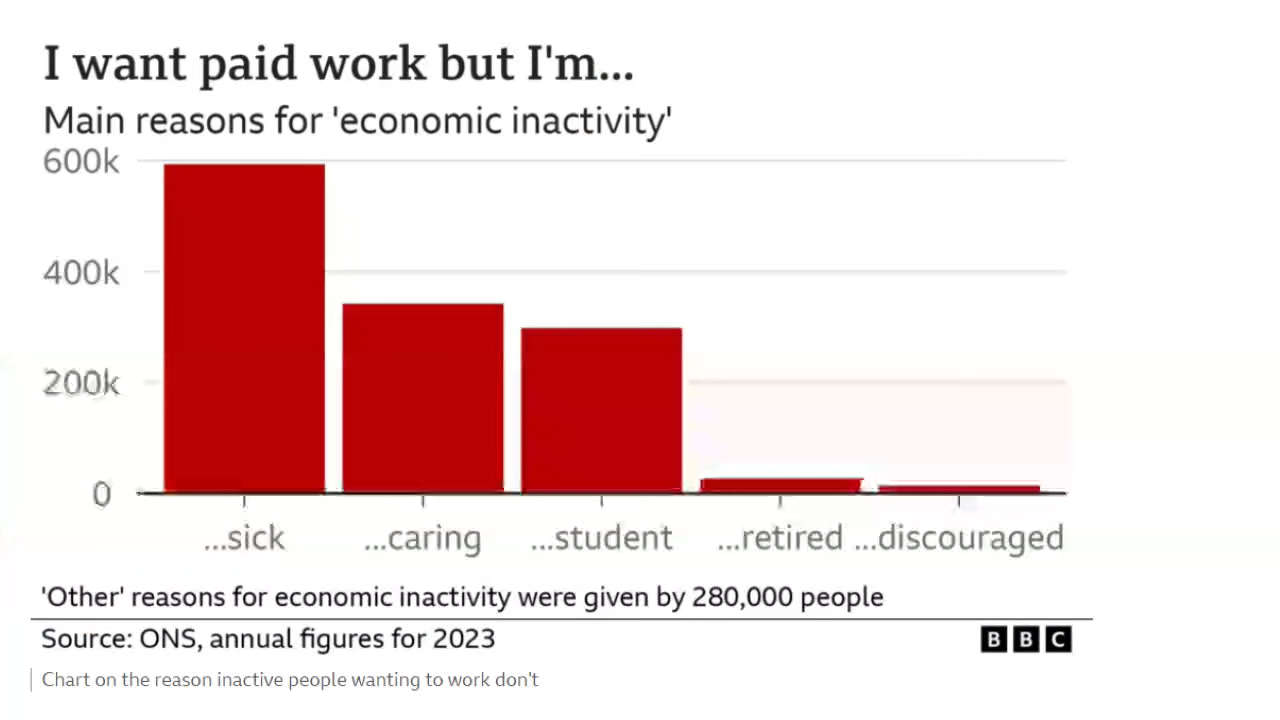 I want paid work but I'm...
Main reasons for 'economic inactivity'
600k
400k
200k
0
...sick ...caring ...student ...retired ...discouraged
'Other' reasons for economic inactivity were given by 280,000 people
Source: ONS, annual figures for 2023
BBC
Chart on the reason inactive people wanting to work don't